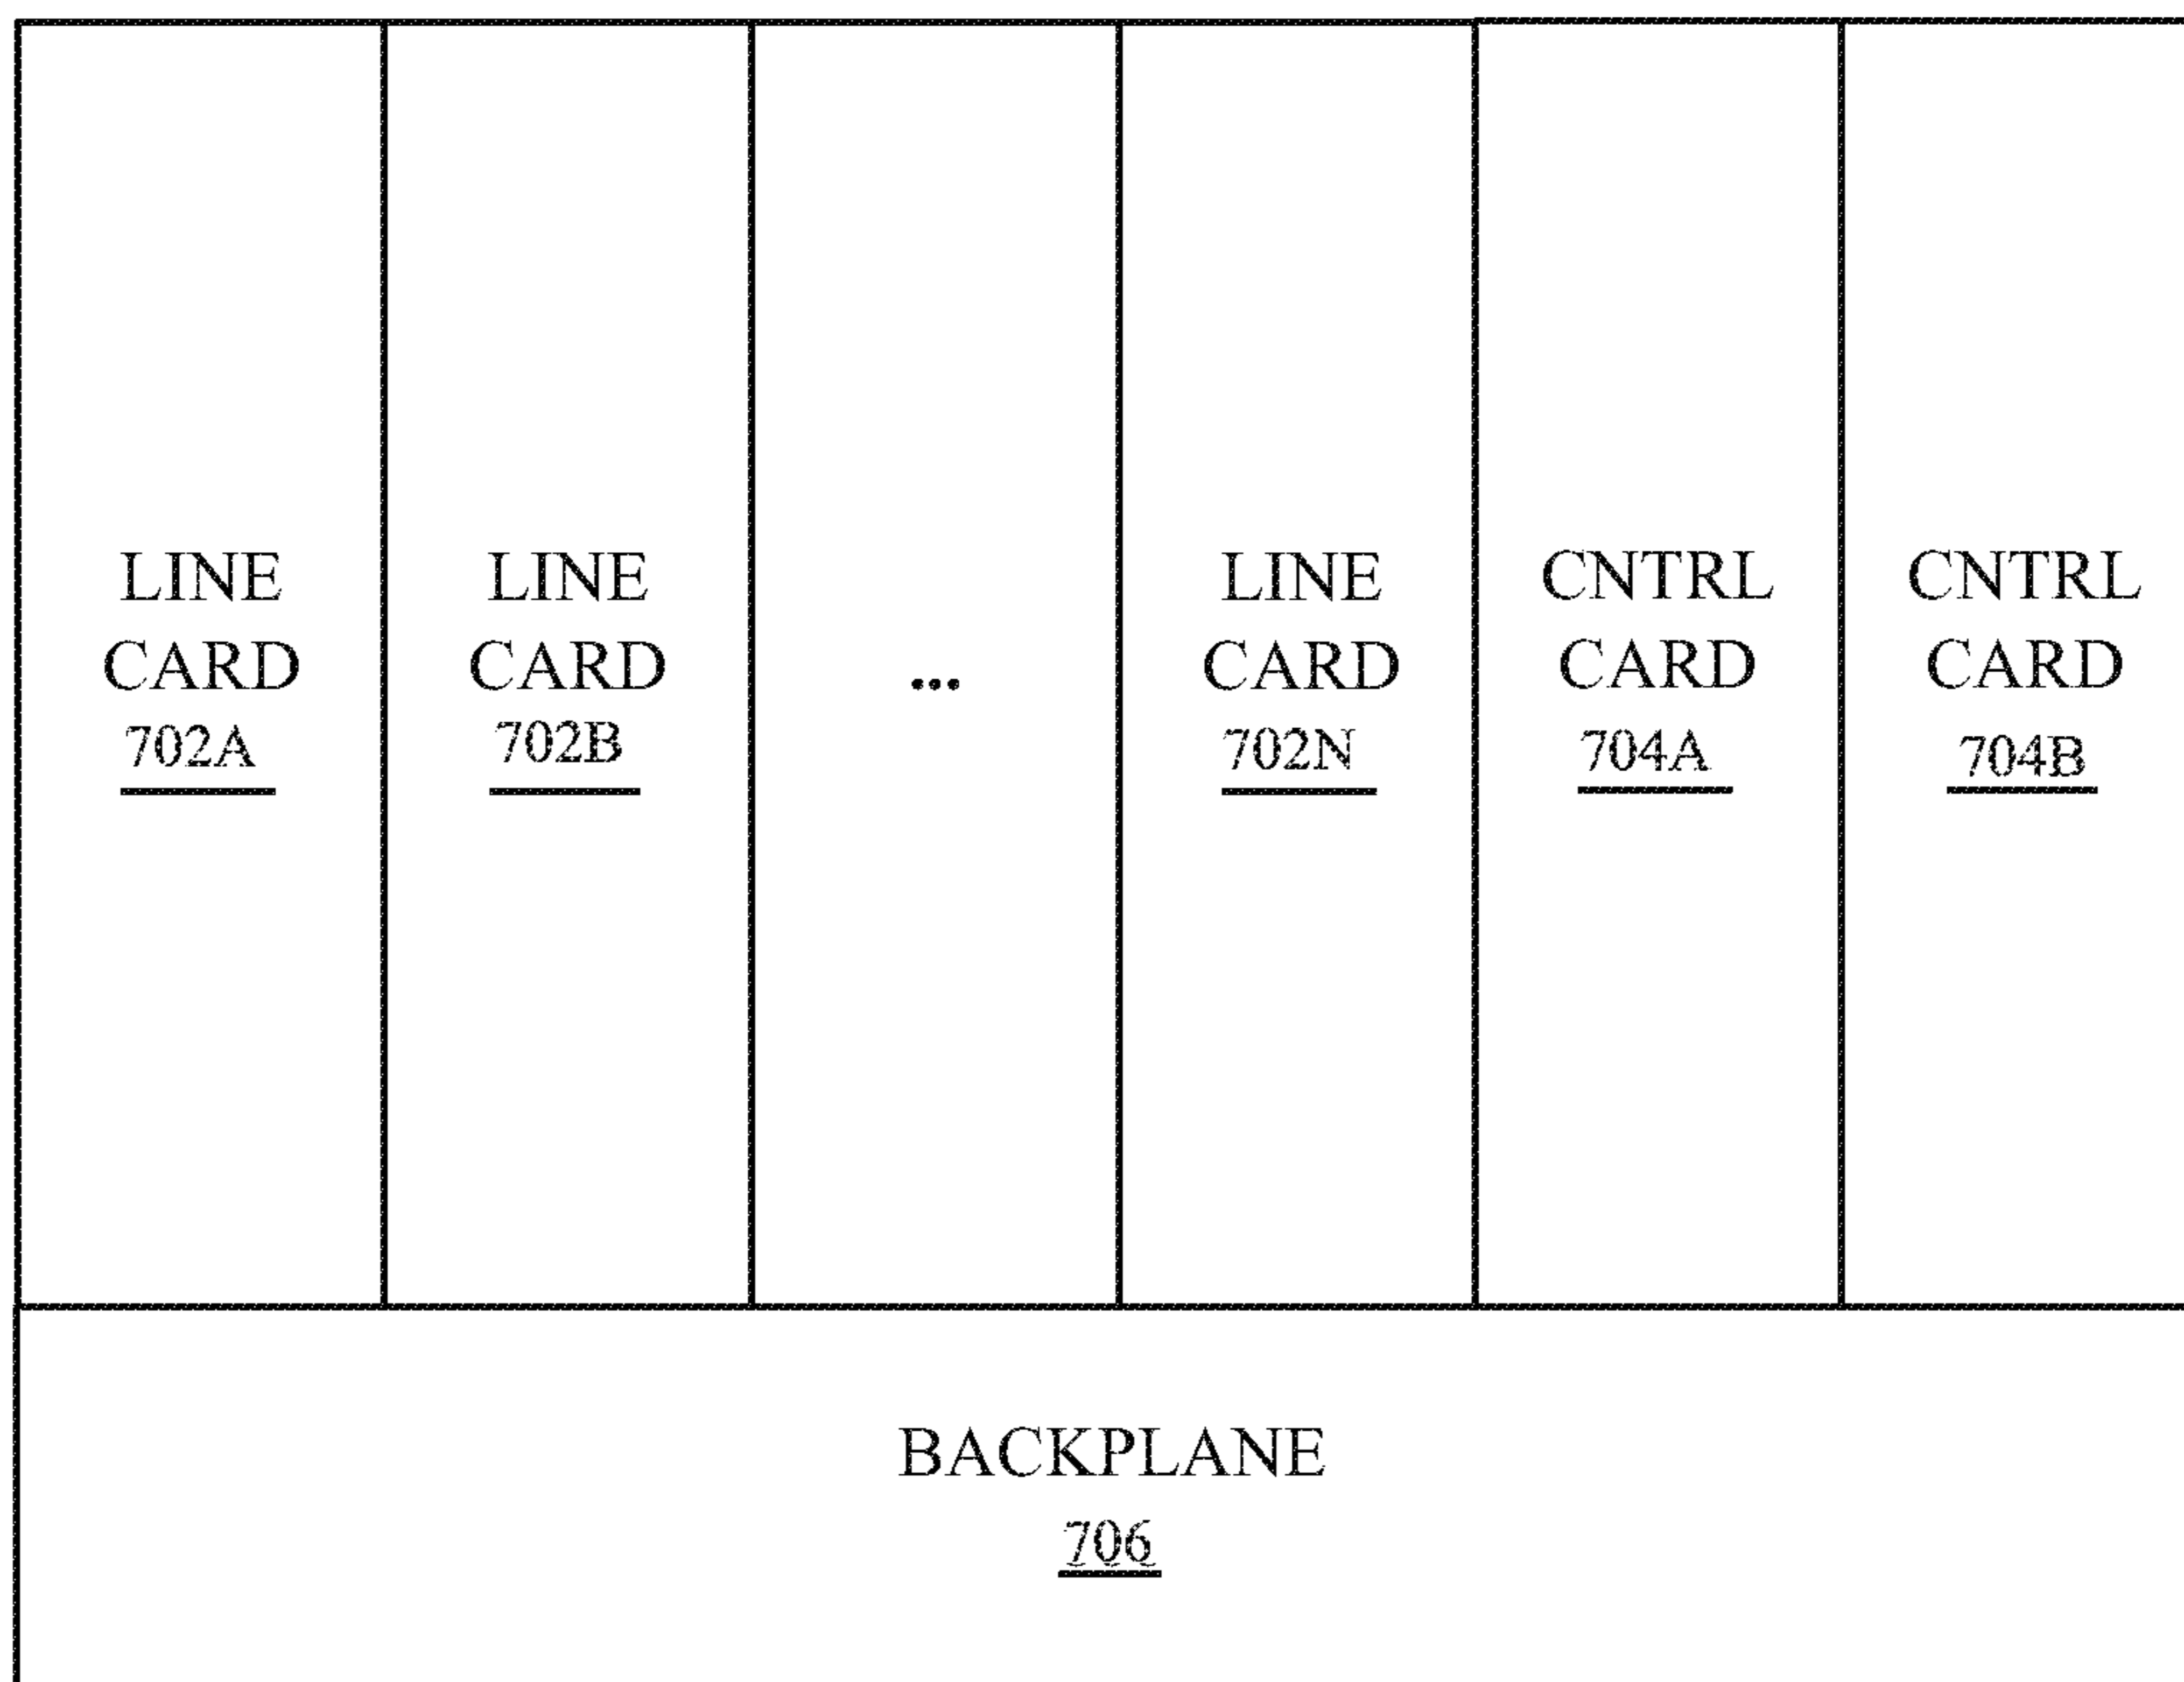 LINE
CARD
702A
LINE
CARD
702B
...
LINE
CARD
702N
CNTRL
CARD
704A
CNTRL
CARD
704B
BACKPLANE
706